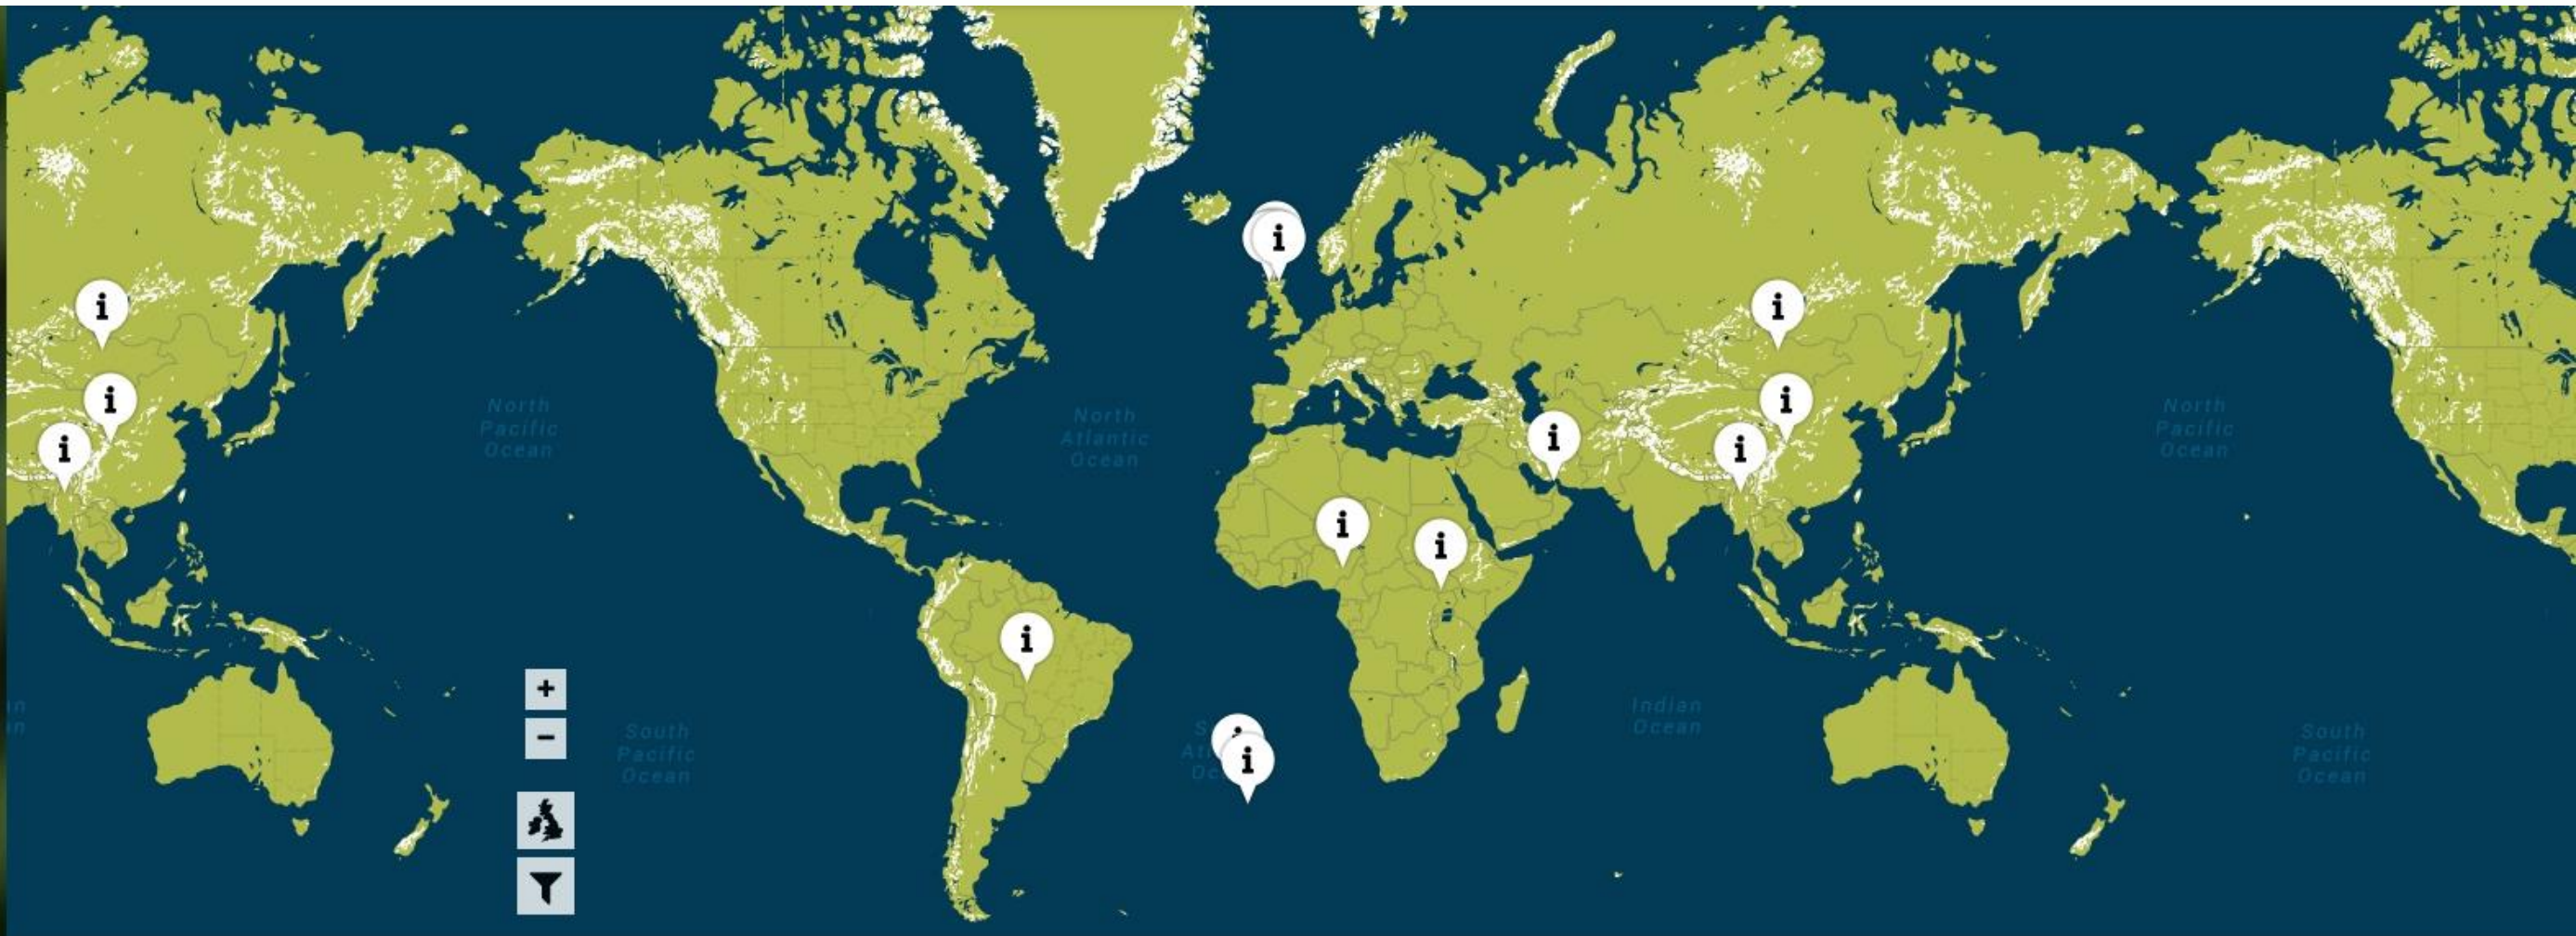 i
i
i
North
Pacific
Ocean
+
−
South
Pacific
Ocean
North
Atlantic
Ocean
i
i
i
i
i
i
Indian
Ocean
i
i
i
i
North
Pacific
Ocean
South
Pacific
Ocean